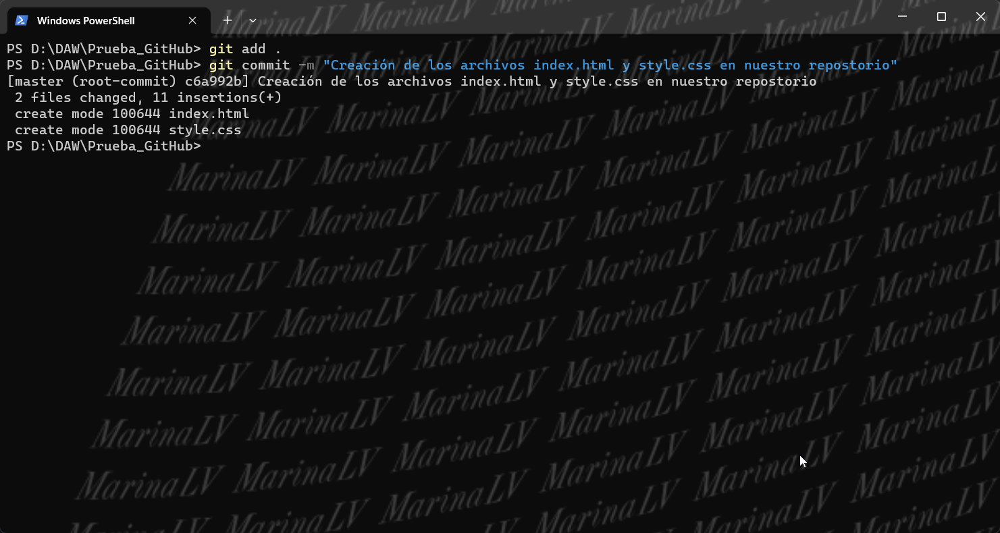 Windows PowerShell
PS D:\DAW\Prueba_GitHub> git add .
PS D:\DAW\Prueba_GitHub> git commit -m "Creación de los archivos index.html y style.css en nuestro repostorio"
[master (root-commit) c6a992b] Creación de los archivos index.html y style.css en nuestro repostorio
 2 files changed, 11 insertions(+)
 create mode 100644 index.html
 create mode 100644 style.css
PS D:\DAW\Prueba_GitHub>
MarinaLV MarinaLV MarinaLV MarinaLV MarinaLV MarinaLV